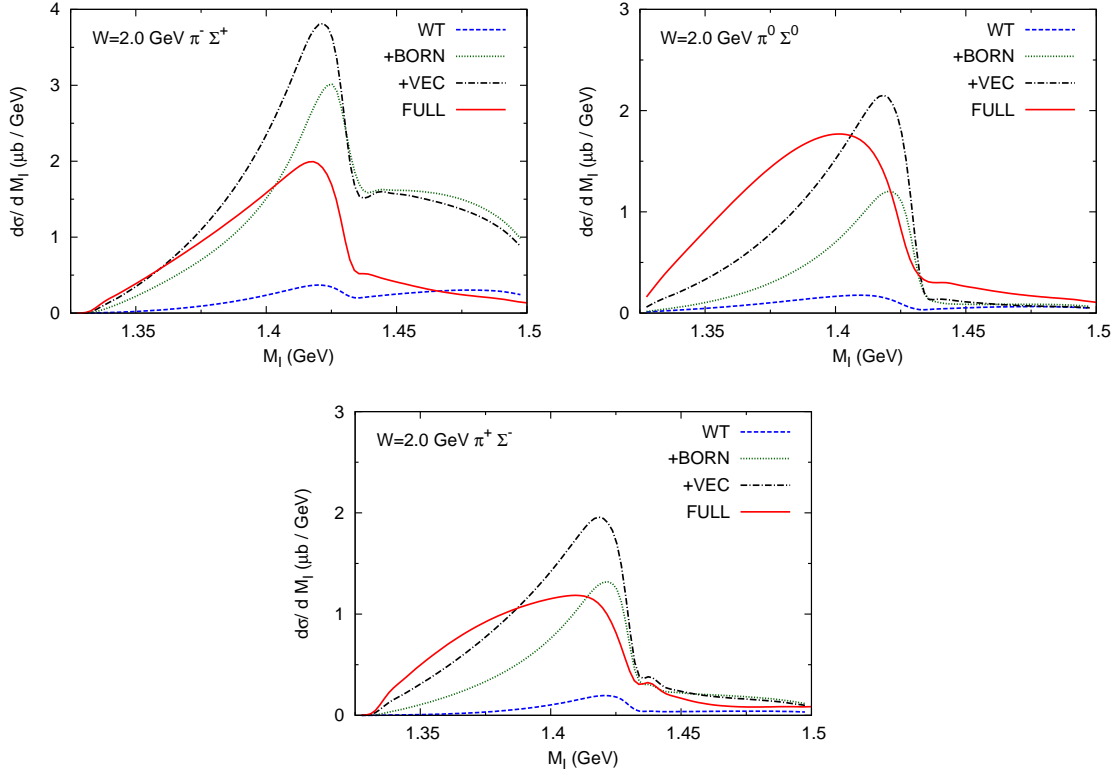 W=2.0 GeV π⁻ Σ⁺
WT
+BORN
+VEC
FULL
dσ/ d M_I (μb / GeV)
4
3
2
1
0
1.35
1.4
1.45
1.5
M_I (GeV)
W=2.0 GeV π⁰ Σ⁰
WT
+BORN
+VEC
FULL
dσ/ d M_I (μb / GeV)
3
2
1
0
1.35
1.4
1.45
1.5
M_I (GeV)
W=2.0 GeV π⁺ Σ⁻
WT
+BORN
+VEC
FULL
dσ/ d M_I (μb / GeV)
3
2
1
0
1.35
1.4
1.45
1.5
M_I (GeV)